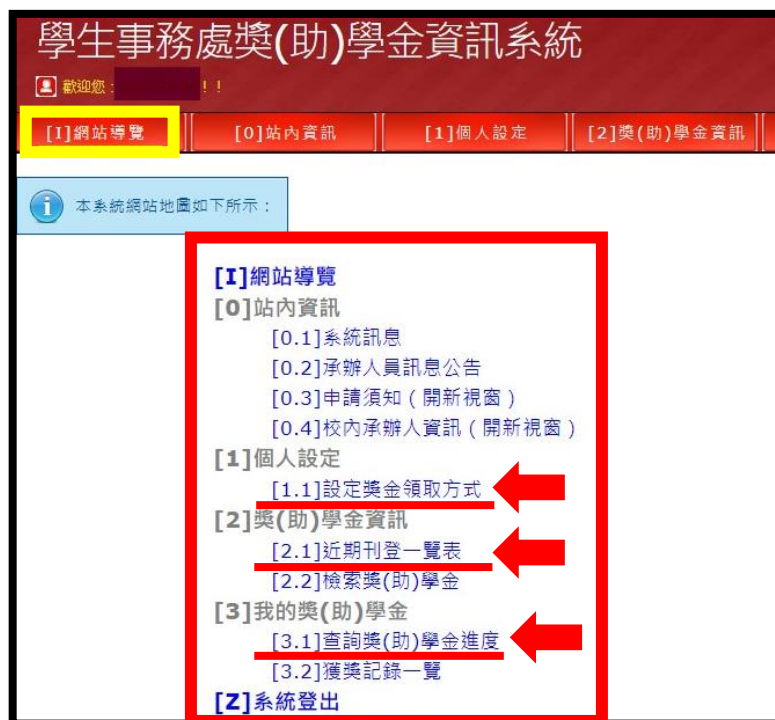 學生事務處獎(助)學金資訊系統
歡迎您： ！！
[I]網站導覽 [0]站內資訊 [1]個人設定 [2]獎(助)學金資訊
本系統網站地圖如下所示：
[I]網站導覽
[0]站內資訊
[0.1]系統訊息
[0.2]承辦人員訊息公告
[0.3]申請須知（開新視窗）
[0.4]校內承辦人資訊（開新視窗）
[1]個人設定
[1.1]設定獎金領取方式
[2]獎(助)學金資訊
[2.1]近期刊登一覽表
[2.2]檢索獎(助)學金
[3]我的獎(助)學金
[3.1]查詢獎(助)學金進度
[3.2]獲獎記錄一覽
[Z]系統登出